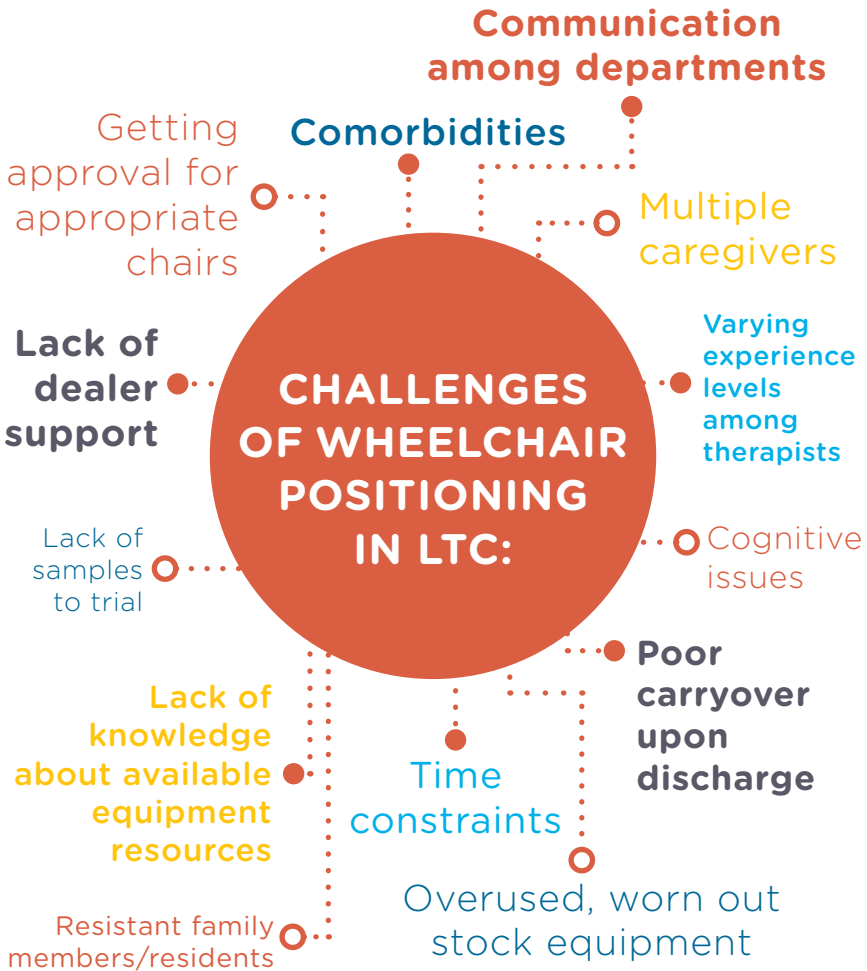 CHALLENGES
OF WHEELCHAIR
POSITIONING
IN LTC:
Communication
among departments
Comorbidities
Getting
approval for
appropriate
chairs
Multiple
caregivers
Lack of
dealer
support
Varying
experience
levels
among
therapists
Lack of
samples
to trial
Cognitive
issues
Poor
carryover
upon
discharge
Lack of
knowledge
about available
equipment
resources
Time
constraints
Overused, worn out
stock equipment
Resistant family
members/residents